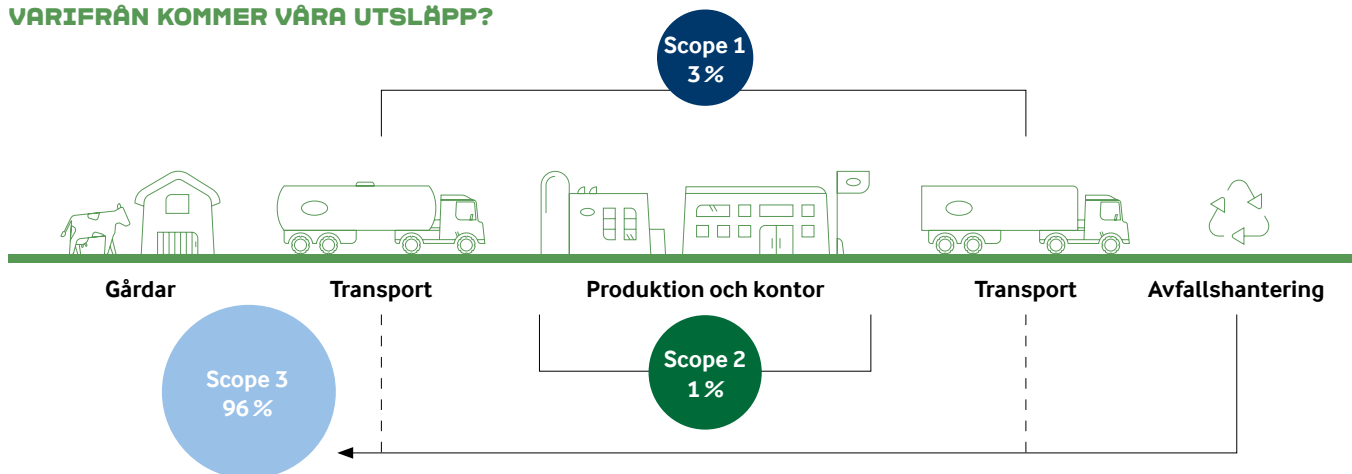 VARIFRÅN KOMMER VÅRA UTSLÄPP?
Scope 1
3 %
Gårdar
Transport
Produktion och kontor
Transport
Avfallshantering
Scope 3
96 %
Scope 2
1 %